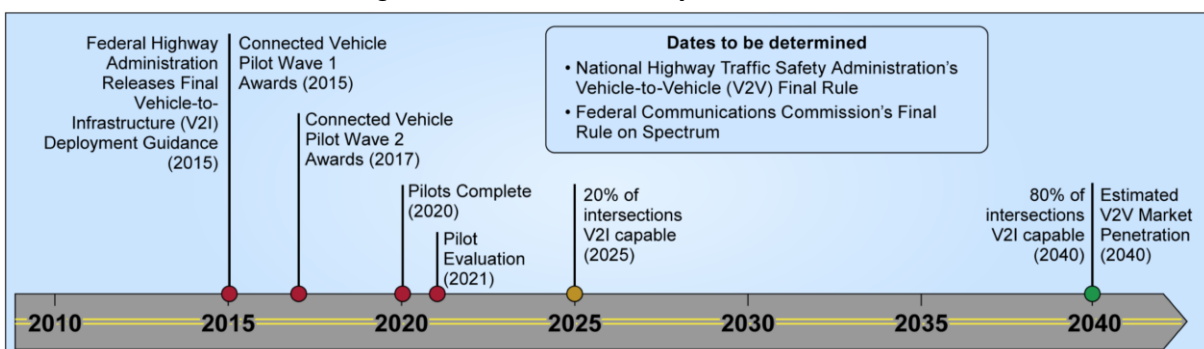 Federal Highway
Administration
Releases Final
Vehicle-to-
Infrastructure (V2I)
Deployment Guidance
(2015)
Connected Vehicle
Pilot Wave 1
Awards (2015)
Connected Vehicle
Pilot Wave 2
Awards (2017)
Pilots Complete
(2020)
Pilot
Evaluation
(2021)
Dates to be determined
• National Highway Traffic Safety Administration's
Vehicle-to-Vehicle (V2V) Final Rule
• Federal Communications Commission's Final
Rule on Spectrum
20% of
intersections
V2I capable
(2025)
80% of
intersections
V2I capable
(2040)
Estimated
V2V Market
Penetration
(2040)
2010 2015 2020 2025 2030 2035 2040